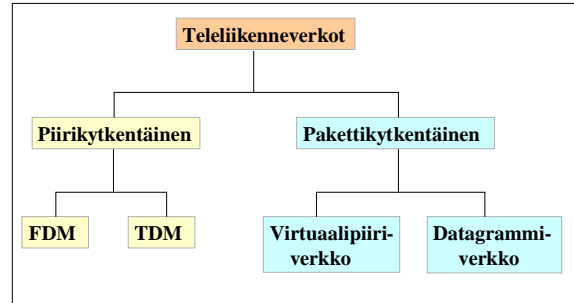 Teleliikenneverkot
Piirikytkentäinen
Pakettikytkentäinen
FDM
TDM
Virtuaalipiiri-
verkko
Datagrammi-
verkko